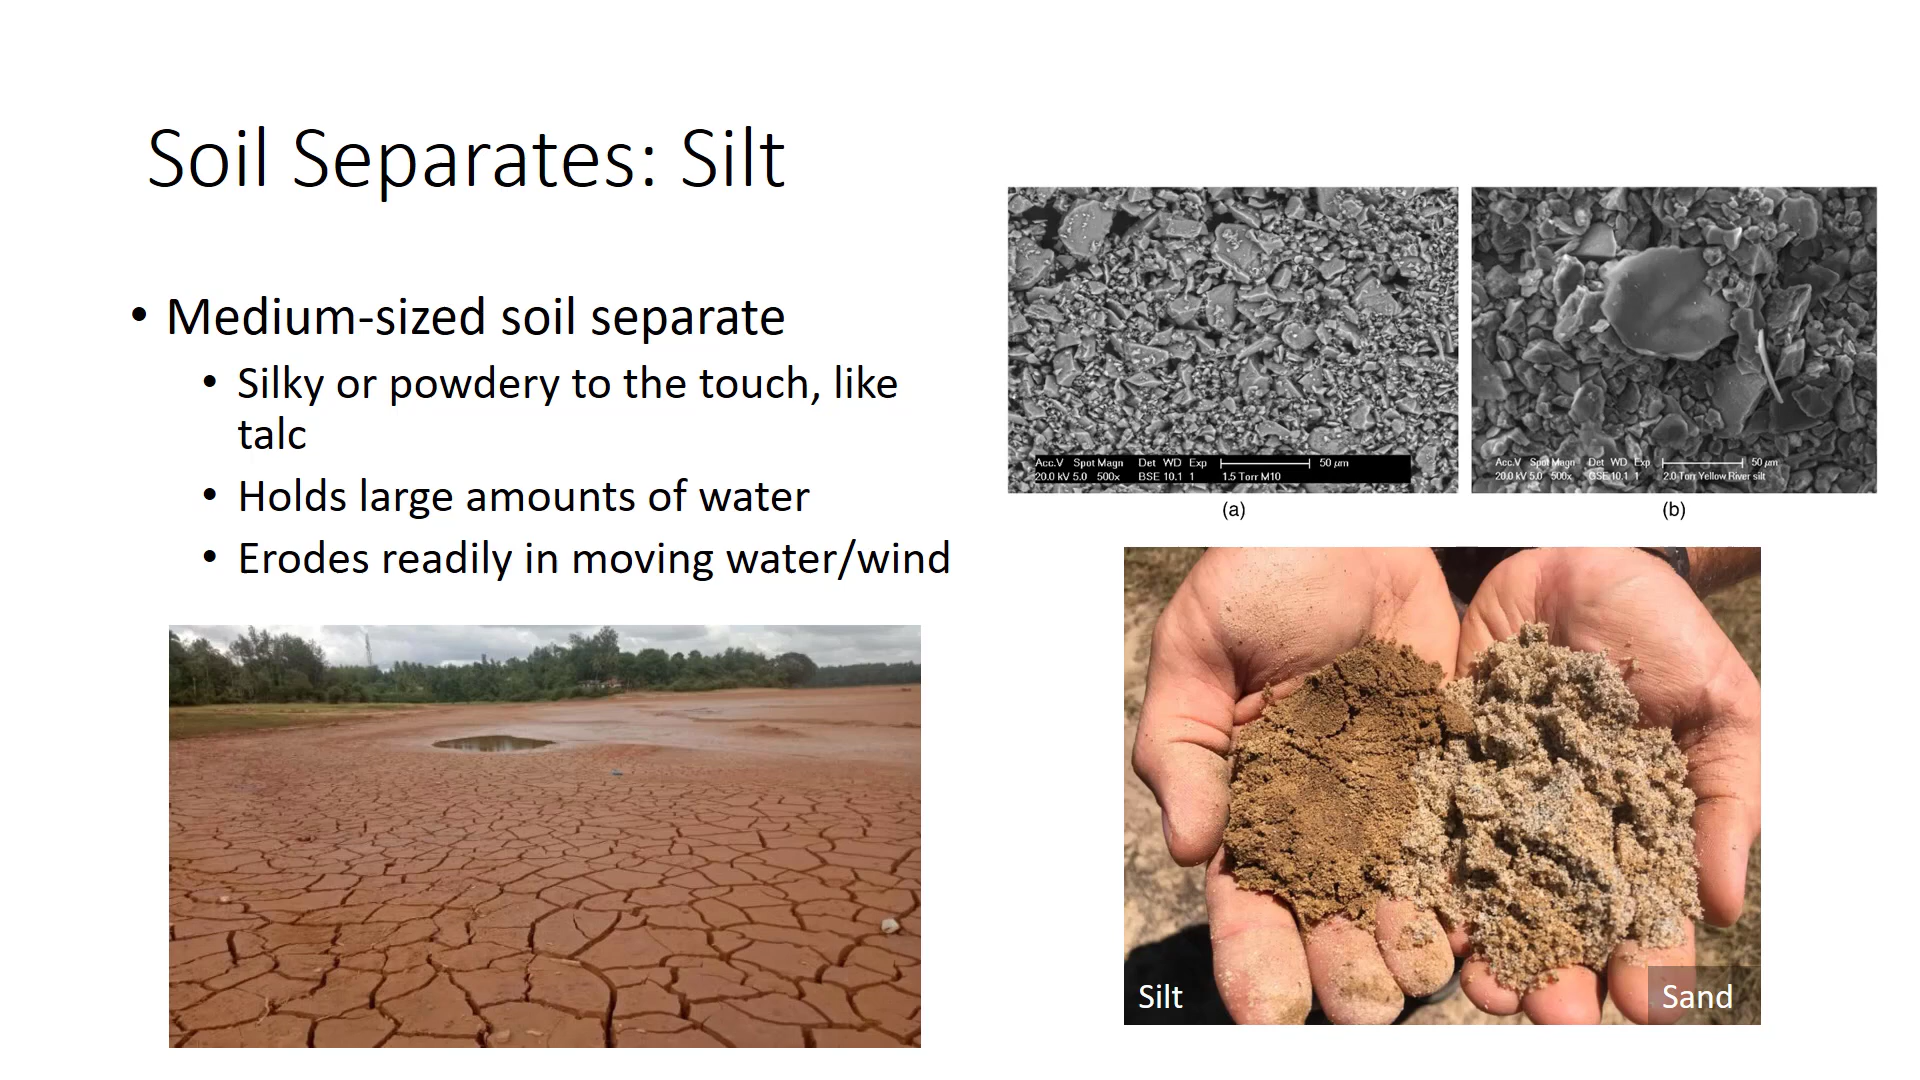 Soil Separates: Silt
• Medium-sized soil separate
• Silky or powdery to the touch, like
talc
• Holds large amounts of water
• Erodes readily in moving water/wind
Acc.V Spot Magn Det WD Exp 50 µm
20.0 kV 5.0 500x BSE 10.1 1 1.5 Torr M10
(a)
Acc.V Spot Magn Det WD Exp 50 µm
20.0 kV 5.0 500x GSE 10.1 1 2.0 Torr Yellow River silt
(b)
Silt
Sand